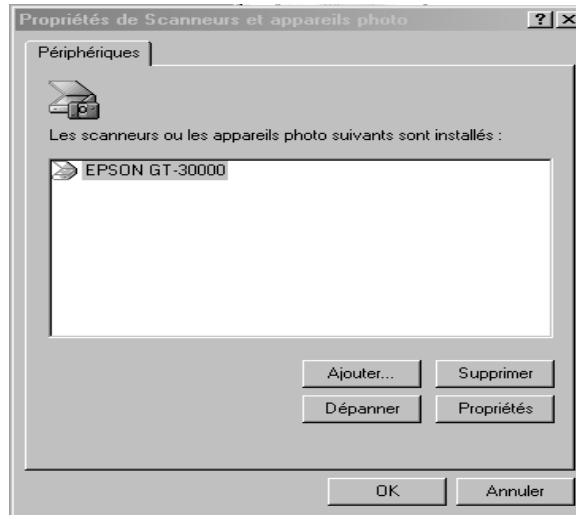 Propriétés de Scanneurs et appareils photo
Périphériques
Les scanneurs ou les appareils photo suivants sont installés :
EPSON GT-30000
Ajouter... Supprimer
Dépanner Propriétés
OK Annuler